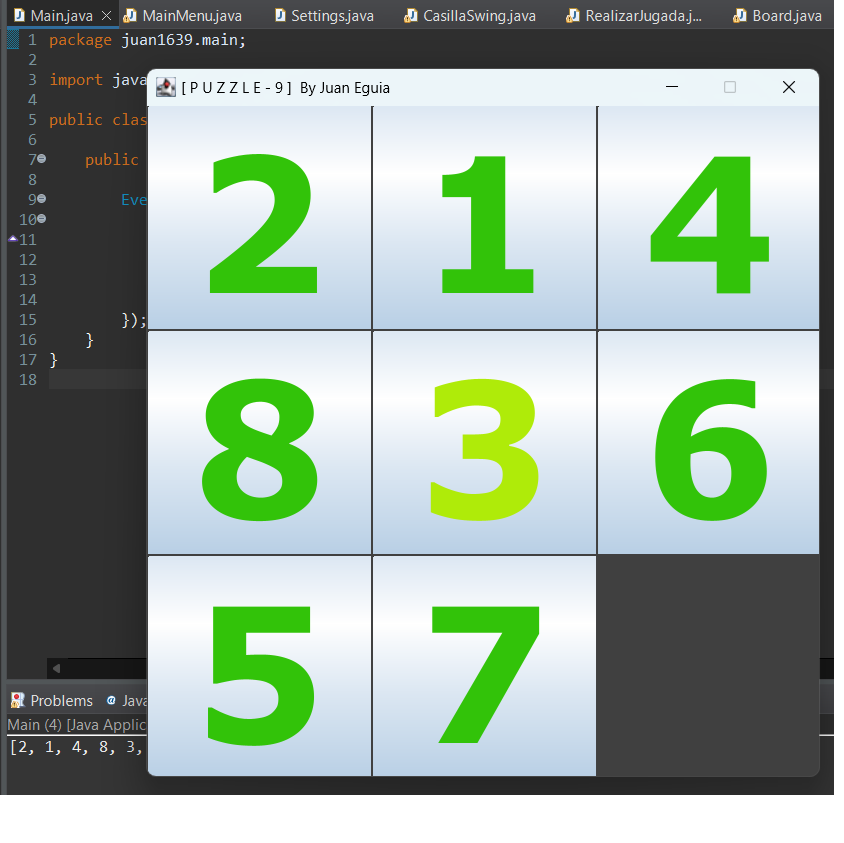 Main.java MainMenu.java Settings.java CasillaSwing.java RealizarJugada.j... Board.java
1 package juan1639.main;
2
3 import java
4
5 public clas
6
7 public
8
9 Eve
10
11
12
13
14
15 });
16 }
17 }
18
[ P U Z Z L E - 9 ] By Juan Eguia
2 1 4
8 3 6
5 7
Problems @ Java
Main (4) [Java Applic
[2, 1, 4, 8, 3,